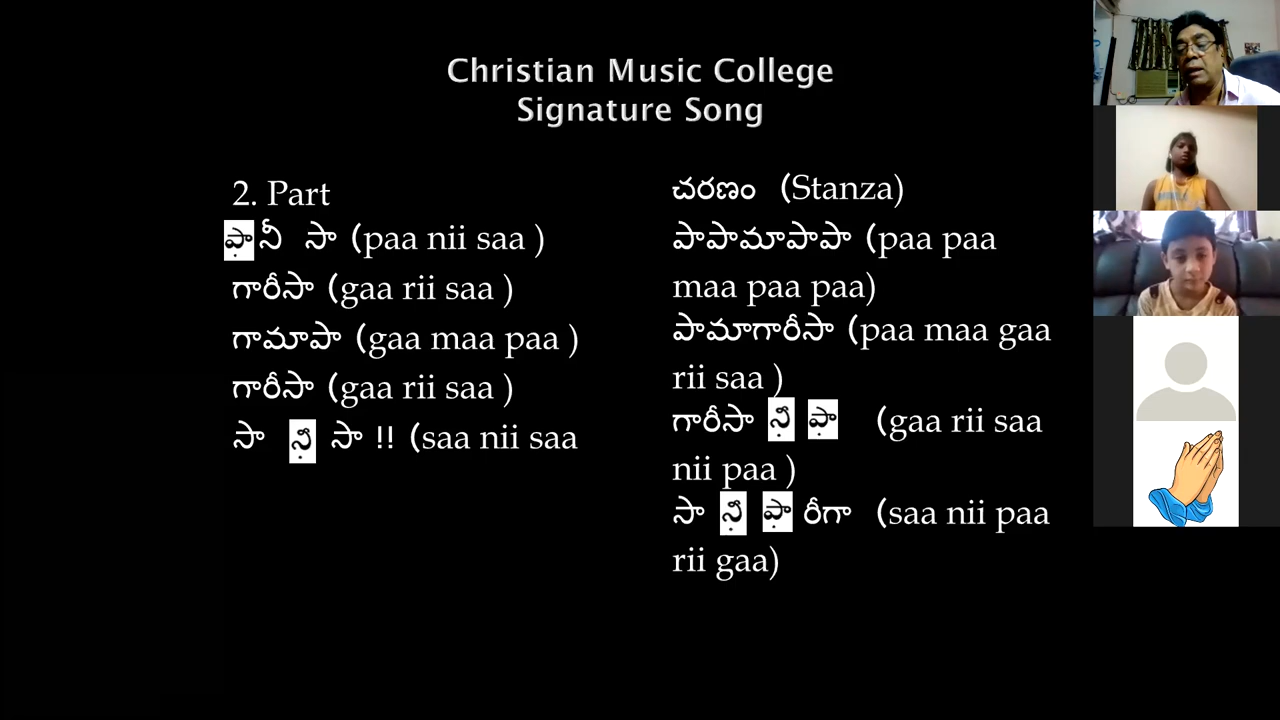 Christian Music College
Signature Song
2. Part
పా నీ సా (paa nii saa )
గారీసా (gaa rii saa )
గామాపా (gaa maa paa )
గారీసా (gaa rii saa )
సా నీ సా !! (saa nii saa
చరణం (Stanza)
పాపామాపాపా (paa paa
maa paa paa)
పామాగారీసా (paa maa gaa
rii saa )
గారీసా నీ పా (gaa rii saa
nii paa )
సా నీ పా రీగా (saa nii paa
rii gaa)